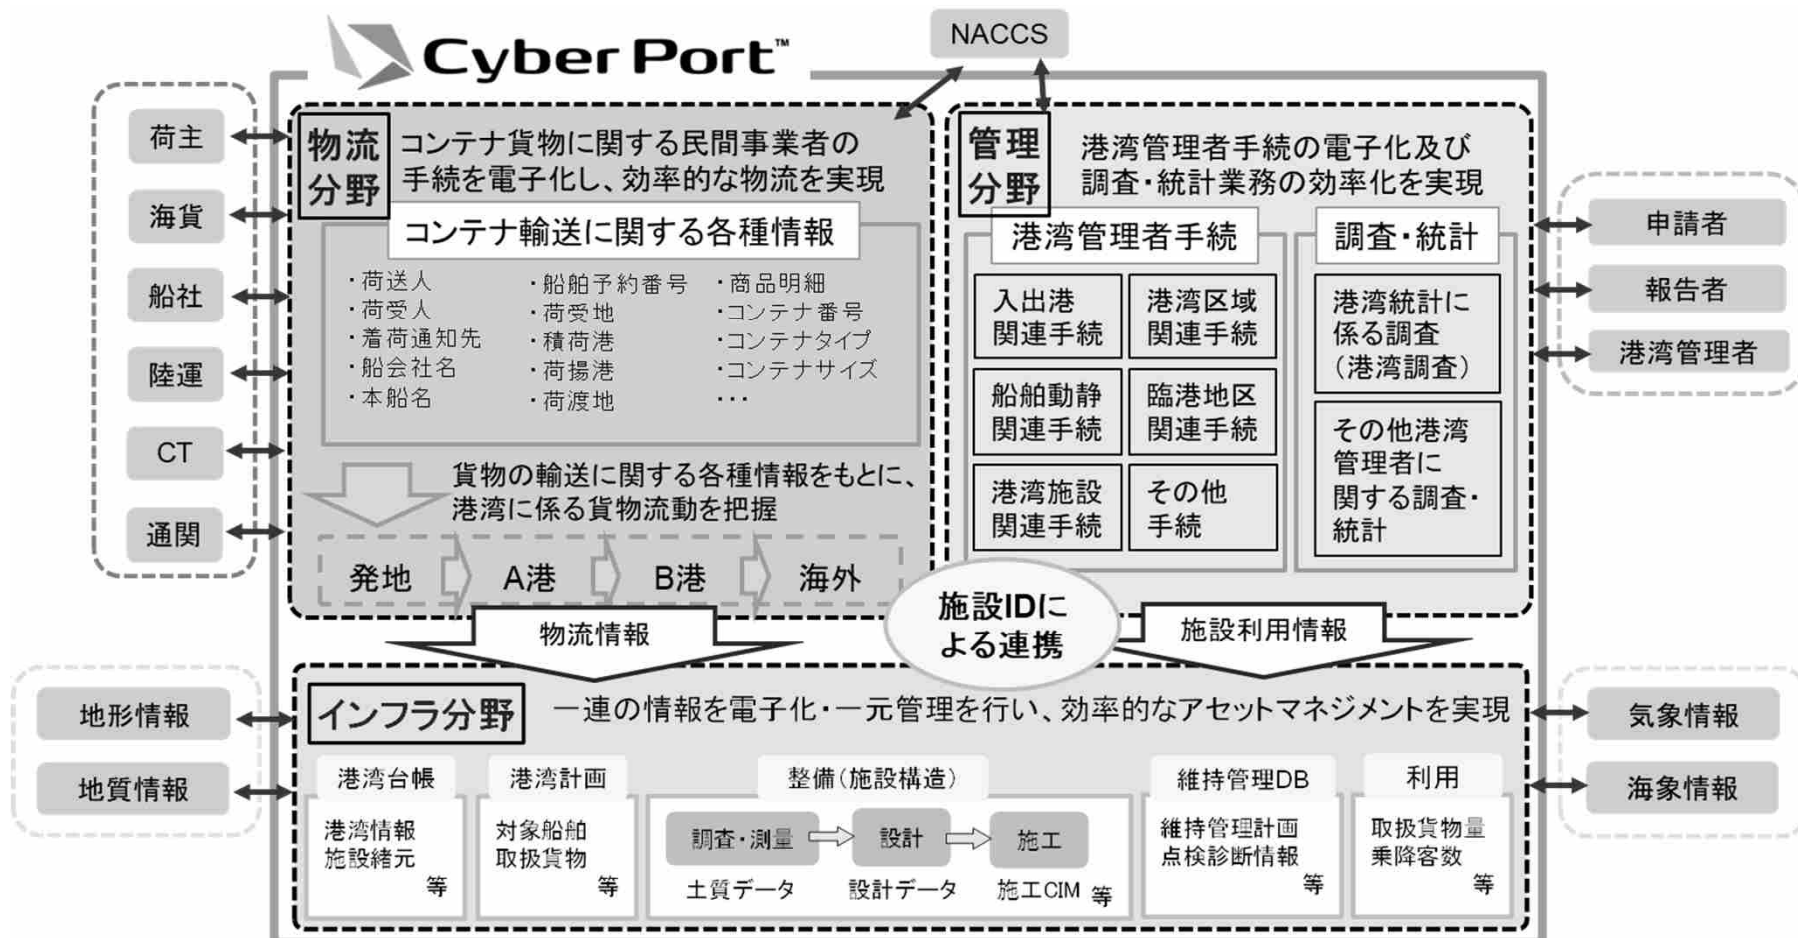 Cyber Port™
NACCS
荷主
海貨
船社
陸運
CT
通関
物流
分野
コンテナ貨物に関する民間事業者の
手続を電子化し、効率的な物流を実現
コンテナ輸送に関する各種情報
・荷送人
・荷受人
・着荷通知先
・船会社名
・本船名
・船舶予約番号
・荷受地
・積荷港
・荷揚港
・荷渡地
・商品明細
・コンテナ番号
・コンテナタイプ
・コンテナサイズ
・・・
貨物の輸送に関する各種情報をもとに、
港湾に係る貨物流動を把握
発地
A港
B港
海外
管理
分野
港湾管理者手続の電子化及び
調査・統計業務の効率化を実現
港湾管理者手続
入出港
関連手続
港湾区域
関連手続
船舶動静
関連手続
臨港地区
関連手続
港湾施設
関連手続
その他
手続
調査・統計
港湾統計に
係る調査
（港湾調査）
その他港湾
管理者に
関する調査・
統計
申請者
報告者
港湾管理者
物流情報
施設IDに
よる連携
施設利用情報
地形情報
地質情報
インフラ分野
一連の情報を電子化・一元管理を行い、効率的なアセットマネジメントを実現
港湾台帳
港湾情報
施設緒元
等
港湾計画
対象船舶
取扱貨物
等
整備（施設構造）
調査・測量
設計
施工
土質データ
設計データ
施工CIM
等
維持管理DB
維持管理計画
点検診断情報
等
利用
取扱貨物量
乗降客数
等
気象情報
海象情報